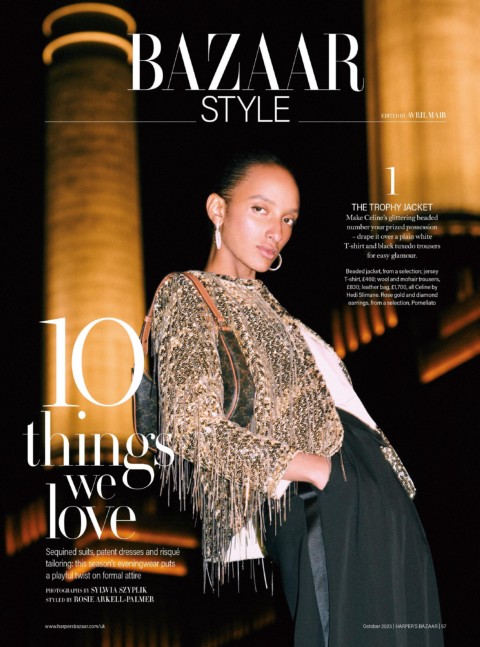 BAZAAR
STYLE
EDITED BY AVRIL MAIR
1
THE TROPHY JACKET
Make Celine's glittering beaded
number your prized possession
– drape it over a plain white
T-shirt and black tuxedo trousers
for easy glamour.
Beaded jacket, from a selection; jersey
T-shirt, £460; wool and mohair trousers,
£830; leather bag, £1,700, all Celine by
Hedi Slimane. Rose gold and diamond
earrings, from a selection, Pomellato
10
things
we
love
Sequined suits, patent dresses and risqué
tailoring: this season's eveningwear puts
a playful twist on formal attire
PHOTOGRAPHS BY SYLWIA SZYPLIK
STYLED BY ROSIE ARKELL-PALMER
www.harpersbazaar.com/uk
October 2023 | HARPER'S BAZAAR | 57